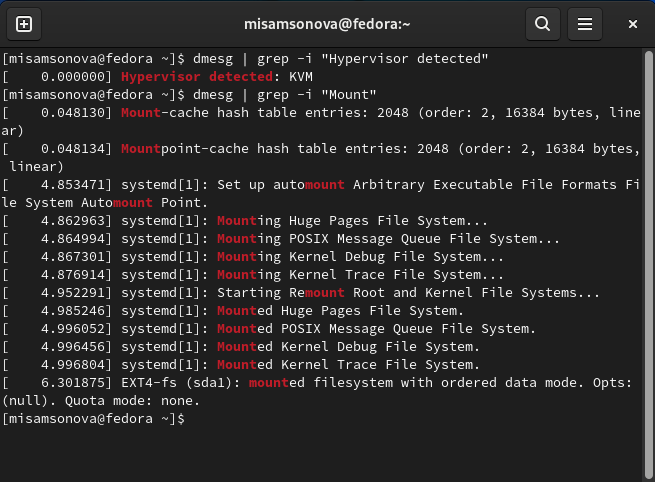 misamsonova@fedora:~
[misamsonova@fedora ~]$ dmesg | grep -i "Hypervisor detected"
[    0.000000] Hypervisor detected: KVM
[misamsonova@fedora ~]$ dmesg | grep -i "Mount"
[    0.048130] Mount-cache hash table entries: 2048 (order: 2, 16384 bytes, line
ar)
[    0.048134] Mountpoint-cache hash table entries: 2048 (order: 2, 16384 bytes,
 linear)
[    4.853471] systemd[1]: Set up automount Arbitrary Executable File Formats Fi
le System Automount Point.
[    4.862963] systemd[1]: Mounting Huge Pages File System...
[    4.864994] systemd[1]: Mounting POSIX Message Queue File System...
[    4.867301] systemd[1]: Mounting Kernel Debug File System...
[    4.876914] systemd[1]: Mounting Kernel Trace File System...
[    4.952291] systemd[1]: Starting Remount Root and Kernel File Systems...
[    4.985246] systemd[1]: Mounted Huge Pages File System.
[    4.996052] systemd[1]: Mounted POSIX Message Queue File System.
[    4.996456] systemd[1]: Mounted Kernel Debug File System.
[    4.996804] systemd[1]: Mounted Kernel Trace File System.
[    6.301875] EXT4-fs (sda1): mounted filesystem with ordered data mode. Opts:
(null). Quota mode: none.
[misamsonova@fedora ~]$